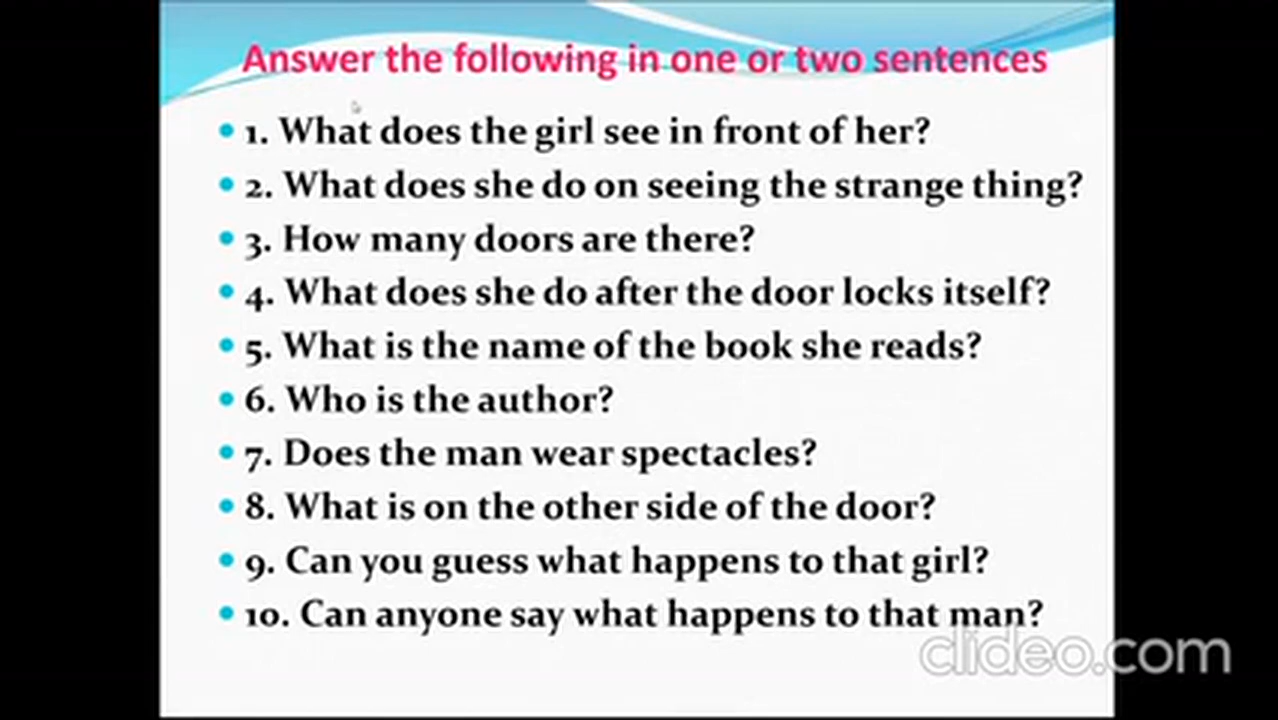 Answer the following in one or two sentences
• 1. What does the girl see in front of her?
• 2. What does she do on seeing the strange thing?
• 3. How many doors are there?
• 4. What does she do after the door locks itself?
• 5. What is the name of the book she reads?
• 6. Who is the author?
• 7. Does the man wear spectacles?
• 8. What is on the other side of the door?
• 9. Can you guess what happens to that girl?
• 10. Can anyone say what happens to that man?
clideo.com